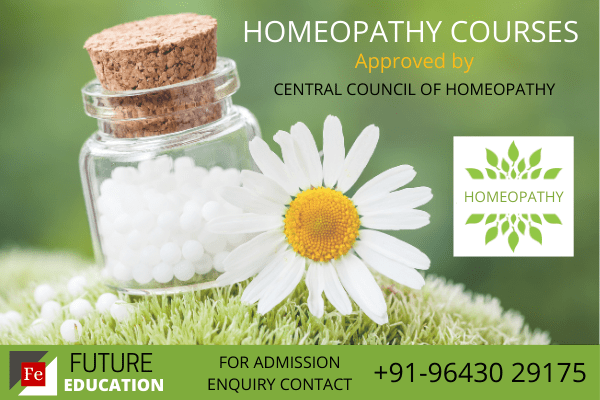 HOMEOPATHY COURSES
Approved by
CENTRAL COUNCIL OF HOMEOPATHY
HOMEOPATHY
Fe
FUTURE
EDUCATION
FOR ADMISSION
ENQUIRY CONTACT
+91-96430 29175